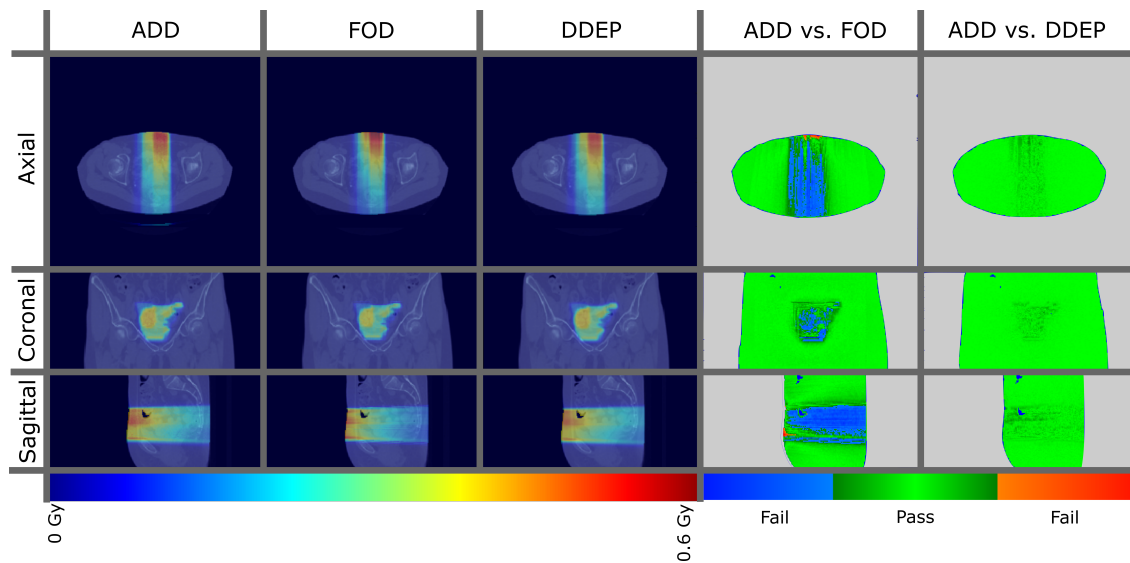 ADD
FOD
DDEP
ADD vs. FOD
ADD vs. DDEP
Axial
Coronal
Sagittal
0 Gy
0.6 Gy
Fail
Pass
Fail